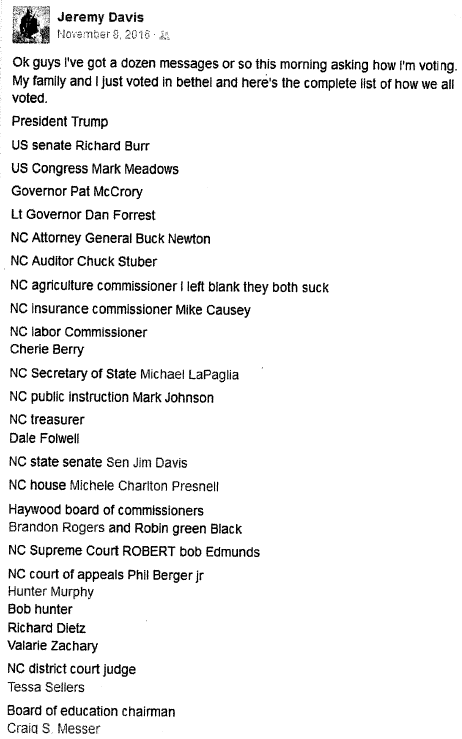 Jeremy Davis
November 8, 2016 ·
Ok guys I've got a dozen messages or so this morning asking how I'm voting.
My family and I just voted in bethel and here's the complete list of how we all
voted.
President Trump
US senate Richard Burr
US Congress Mark Meadows
Governor Pat McCrory
Lt Governor Dan Forrest
NC Attorney General Buck Newton
NC Auditor Chuck Stuber
NC agriculture commissioner I left blank they both suck
NC insurance commissioner Mike Causey
NC labor Commissioner
Cherie Berry
NC Secretary of State Michael LaPaglia
NC public instruction Mark Johnson
NC treasurer
Dale Folwell
NC state senate Sen Jim Davis
NC house Michele Charlton Presnell
Haywood board of commissioners
Brandon Rogers and Robin green Black
NC Supreme Court ROBERT bob Edmunds
NC court of appeals Phil Berger jr
Hunter Murphy
Bob hunter
Richard Dietz
Valarie Zachary
NC district court judge
Tessa Sellers
Board of education chairman
Craig S. Messer